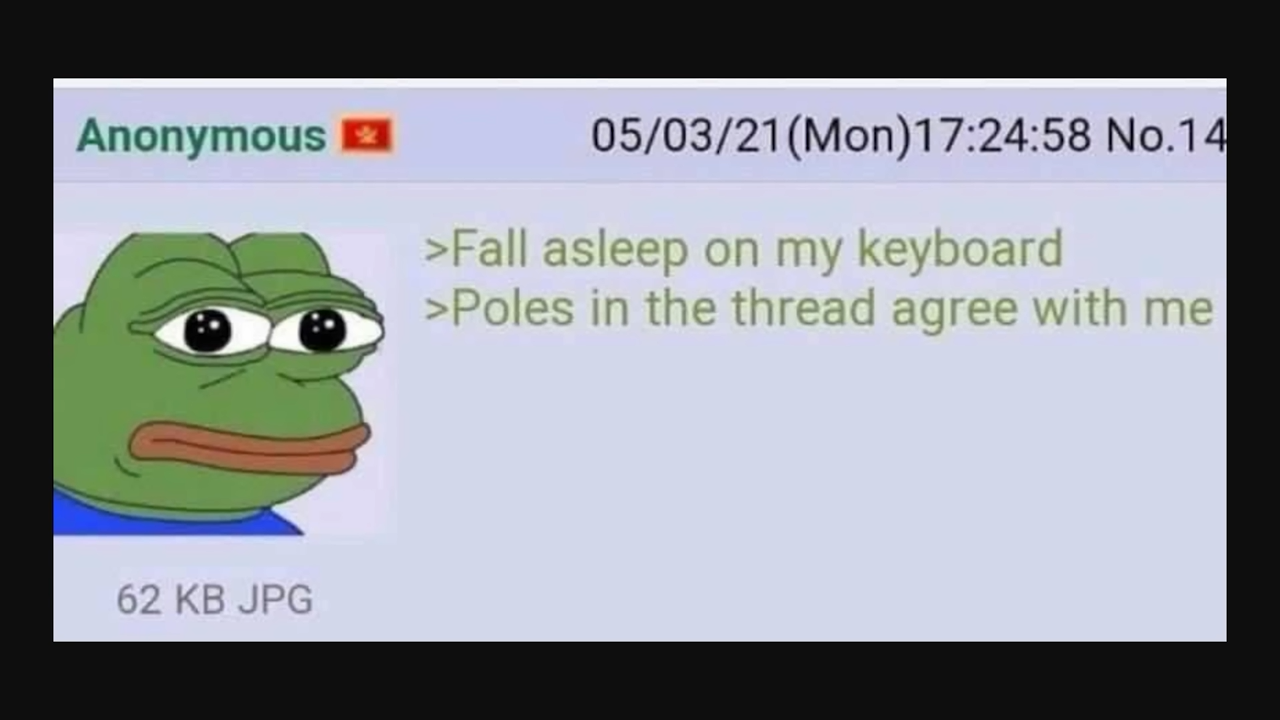 Anonymous 05/03/21(Mon)17:24:58 No.14
>Fall asleep on my keyboard
>Poles in the thread agree with me
62 KB JPG